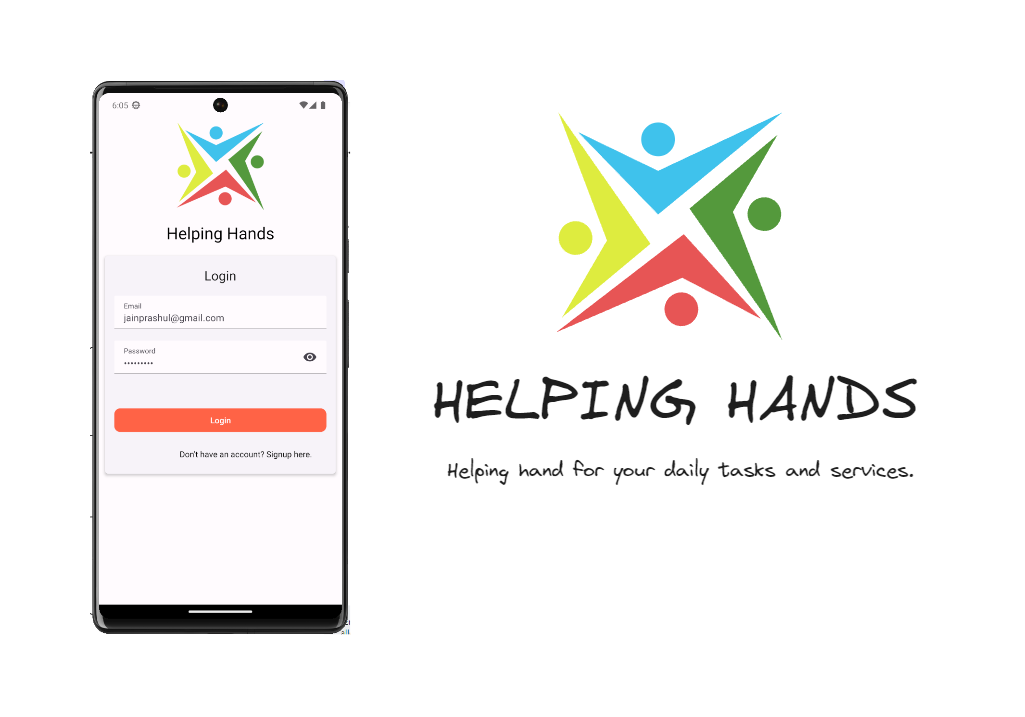 6:05
Helping Hands
Login
Email
jainprashul@gmail.com
Password
•••••••••
Login
Don't have an account? Signup here.
HELPING HANDS
Helping hand for your daily tasks and services.